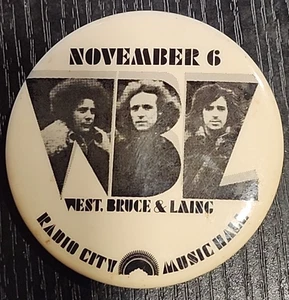 NOVEMBER 6
WBL
WEST, BRUCE & LAING
RADIO CITY MUSIC HALL